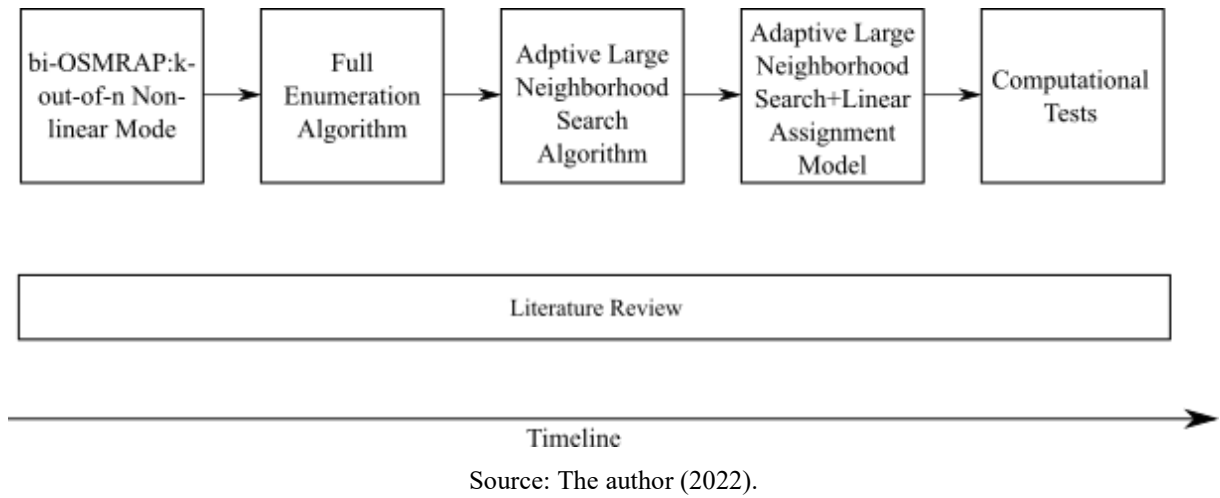 bi-OSMRAP:k-
out-of-n Non-
linear Mode
Full
Enumeration
Algorithm
Adptive Large
Neighborhood
Search
Algorithm
Adaptive Large
Neighborhood
Search+Linear
Assignment
Model
Computational
Tests
Literature Review
Timeline
Source: The author (2022).